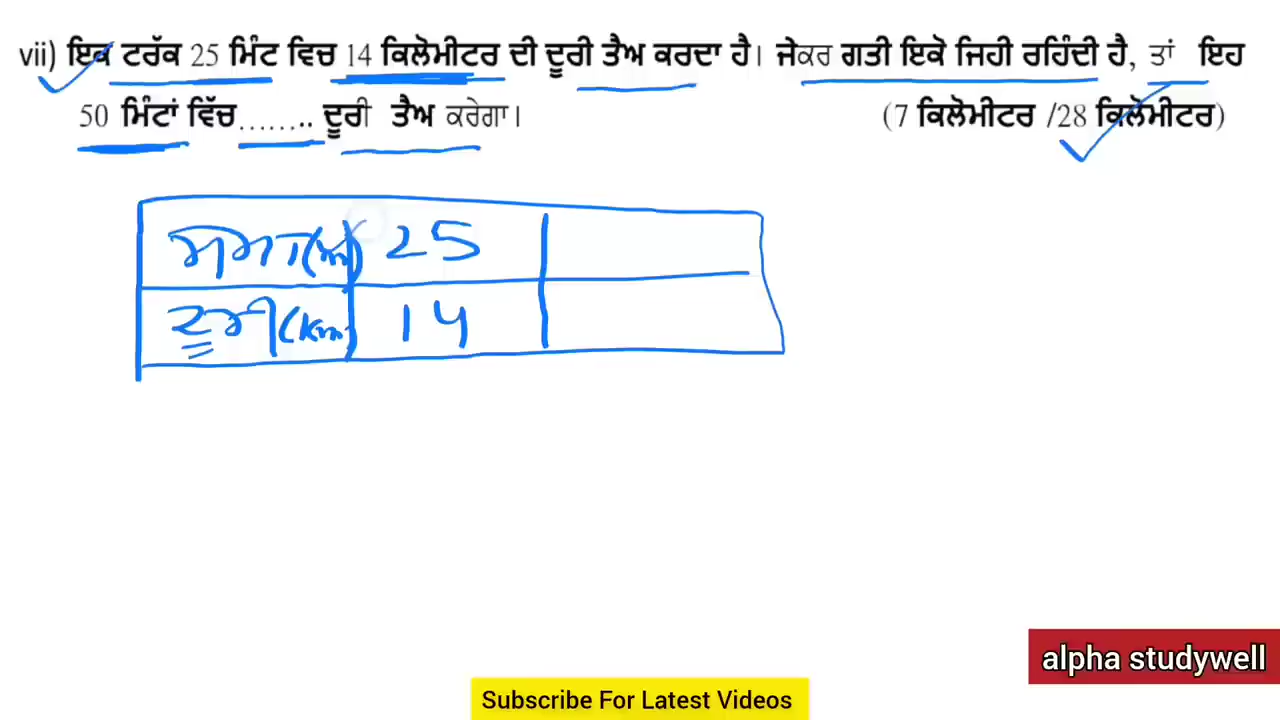 vii) ਇਕ ਟਰੱਕ 25 ਮਿੰਟ ਵਿਚ 14 ਕਿਲੋਮੀਟਰ ਦੀ ਦੂਰੀ ਤੈਅ ਕਰਦਾ ਹੈ। ਜੇਕਰ ਗਤੀ ਇਕੋ ਜਿਹੀ ਰਹਿੰਦੀ ਹੈ, ਤਾਂ ਇਹ
50 ਮਿੰਟਾਂ ਵਿੱਚ........ ਦੂਰੀ ਤੈਅ ਕਰੇਗਾ। (7 ਕਿਲੋਮੀਟਰ /28 ਕਿਲੋਮੀਟਰ)
ਸਮਾਂ(m) 25
ਦੂਰੀ(km) 14
alpha studywell
Subscribe For Latest Videos